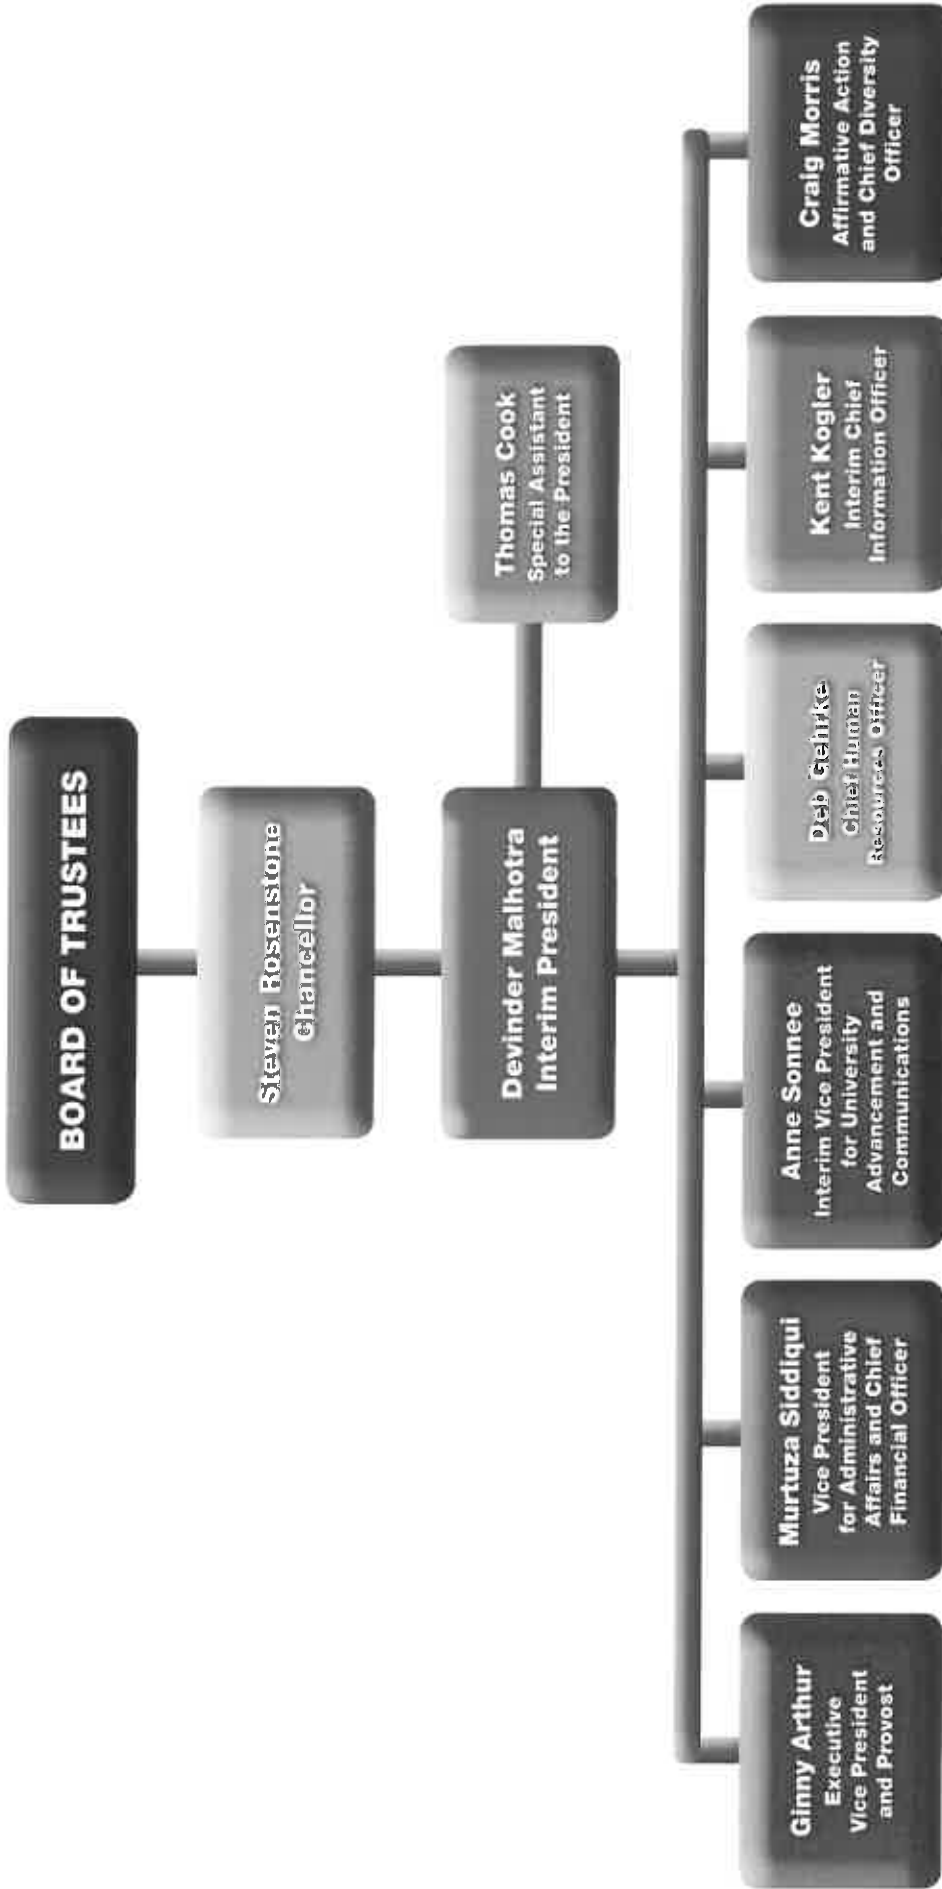 BOARD OF TRUSTEES
Steven Rosenstone
Chancellor
Devinder Malhotra
Interim President
Thomas Cook
Special Assistant
to the President
Ginny Arthur
Executive
Vice President
and Provost
Murtuza Siddiqui
Vice President
for Administrative
Affairs and Chief
Financial Officer
Anne Sonnee
Interim Vice President
for University
Advancement and
Communications
Deb Gehrke
Chief Human
Resources Officer
Kent Kogler
Interim Chief
Information Officer
Craig Morris
Affirmative Action
and Chief Diversity
Officer